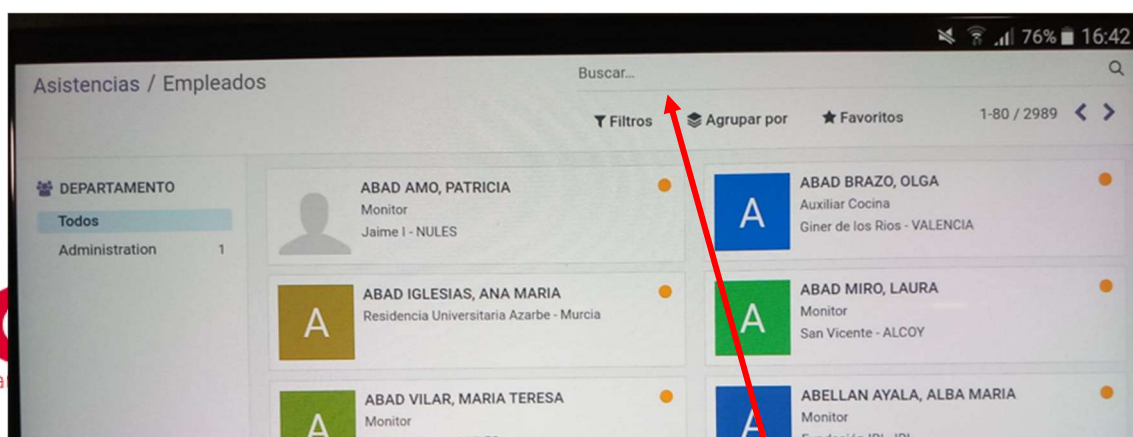 76% 16:42
Asistencias / Empleados
Buscar...
Filtros
Agrupar por
Favoritos
1-80 / 2989
DEPARTAMENTO
Todos
Administration 1
ABAD AMO, PATRICIA
Monitor
Jaime I - NULES
A
ABAD BRAZO, OLGA
Auxiliar Cocina
Giner de los Rios - VALENCIA
A
ABAD IGLESIAS, ANA MARIA
Residencia Universitaria Azarbe - Murcia
A
ABAD MIRO, LAURA
Monitor
San Vicente - ALCOY
A
ABAD VILAR, MARIA TERESA
Monitor
A
ABELLAN AYALA, ALBA MARIA
Monitor